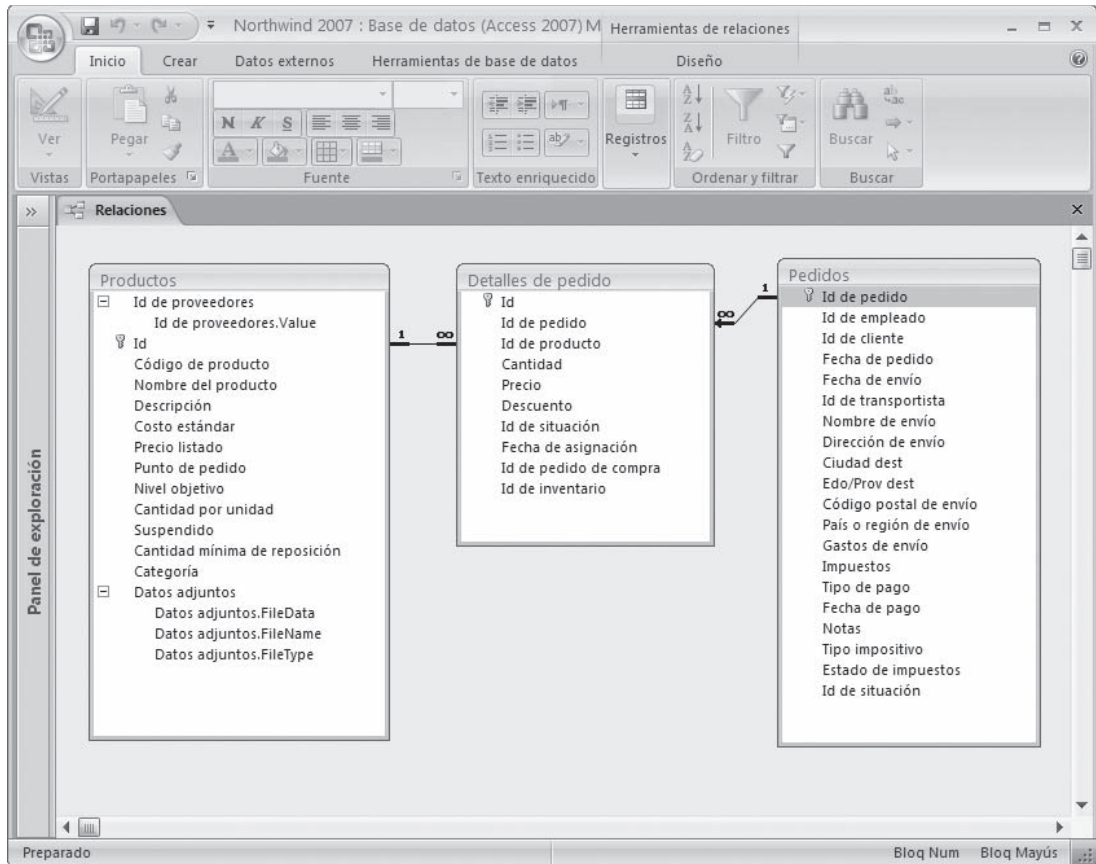 Northwind 2007 : Base de datos (Access 2007) M
Herramientas de relaciones
Inicio
Crear
Datos externos
Herramientas de base de datos
Diseño
Ver
Pegar
N K S
Registros
Filtro
Buscar
Vistas
Portapapeles
Fuente
Texto enriquecido
Ordenar y filtrar
Buscar
»
Relaciones
Panel de exploración
Productos
Id de proveedores
Id de proveedores.Value
Id
Código de producto
Nombre del producto
Descripción
Costo estándar
Precio listado
Punto de pedido
Nivel objetivo
Cantidad por unidad
Suspendido
Cantidad mínima de reposición
Categoría
Datos adjuntos
Datos adjuntos.FileData
Datos adjuntos.FileName
Datos adjuntos.FileType
1 ∞
Detalles de pedido
Id
Id de pedido
Id de producto
Cantidad
Precio
Descuento
Id de situación
Fecha de asignación
Id de pedido de compra
Id de inventario
∞ 1
Pedidos
Id de pedido
Id de empleado
Id de cliente
Fecha de pedido
Fecha de envío
Id de transportista
Nombre de envío
Dirección de envío
Ciudad dest
Edo/Prov dest
Código postal de envío
País o región de envío
Gastos de envío
Impuestos
Tipo de pago
Fecha de pago
Notas
Tipo impositivo
Estado de impuestos
Id de situación
Preparado
Bloq Num
Bloq Mayús